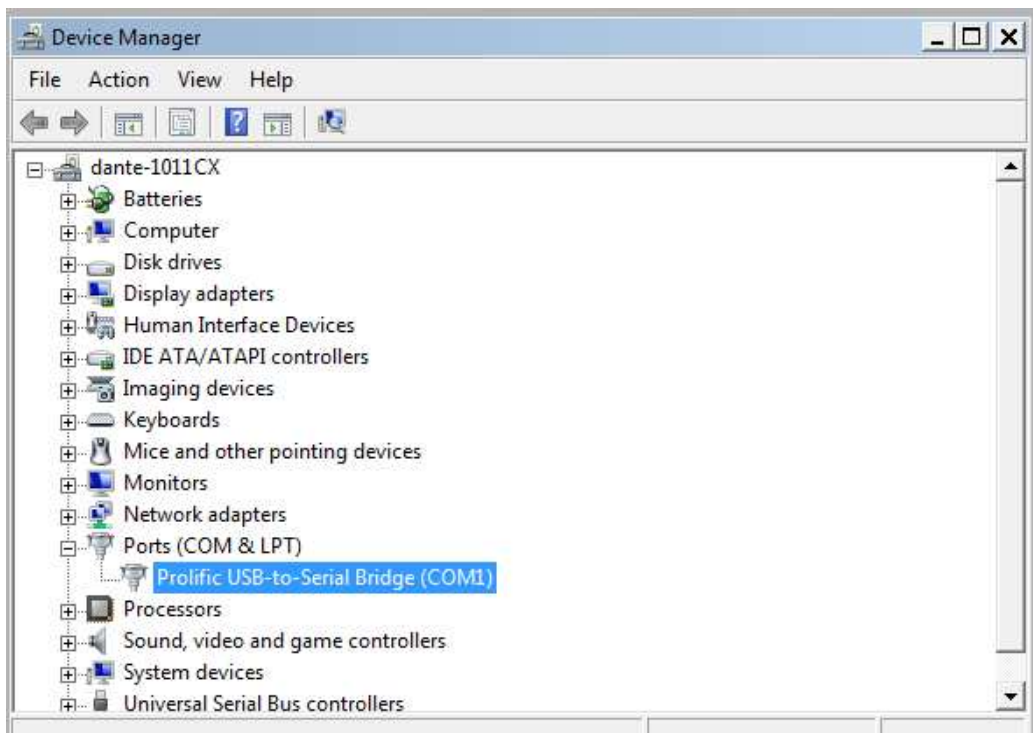 Device Manager
File Action View Help
dante-1011CX
Batteries
Computer
Disk drives
Display adapters
Human Interface Devices
IDE ATA/ATAPI controllers
Imaging devices
Keyboards
Mice and other pointing devices
Monitors
Network adapters
Ports (COM & LPT)
Prolific USB-to-Serial Bridge (COM1)
Processors
Sound, video and game controllers
System devices
Universal Serial Bus controllers